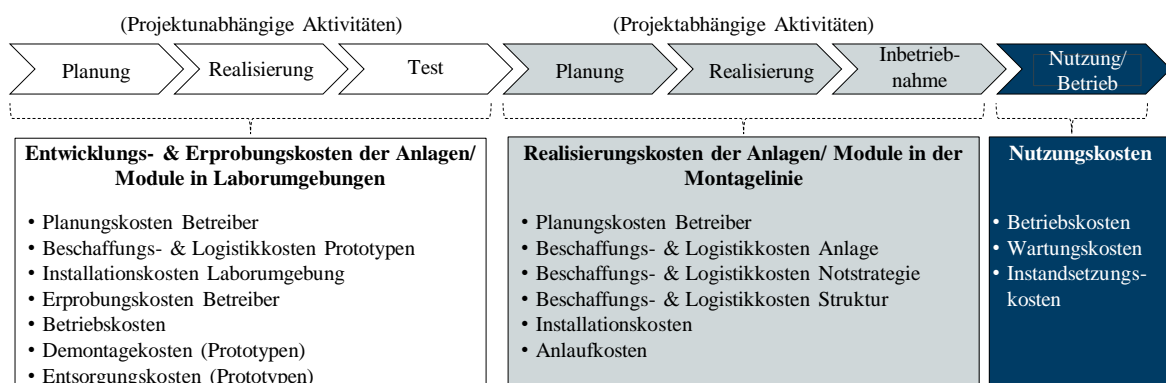 (Projektunabhängige Aktivitäten)
(Projektabhängige Aktivitäten)
Planung
Realisierung
Test
Planung
Realisierung
Inbetrieb-
nahme
Nutzung/
Betrieb
Entwicklungs- & Erprobungskosten der Anlagen/
Module in Laborumgebungen
• Planungskosten Betreiber
• Beschaffungs- & Logistikkosten Prototypen
• Installationskosten Laborumgebung
• Erprobungskosten Betreiber
• Betriebskosten
• Demontagekosten (Prototypen)
• Entsorgungskosten (Prototypen)
Realisierungskosten der Anlagen/ Module in der
Montagelinie
• Planungskosten Betreiber
• Beschaffungs- & Logistikkosten Anlage
• Beschaffungs- & Logistikkosten Notstrategie
• Beschaffungs- & Logistikkosten Struktur
• Installationskosten
• Anlaufkosten
Nutzungskosten
• Betriebskosten
• Wartungskosten
• Instandsetzungs-
kosten